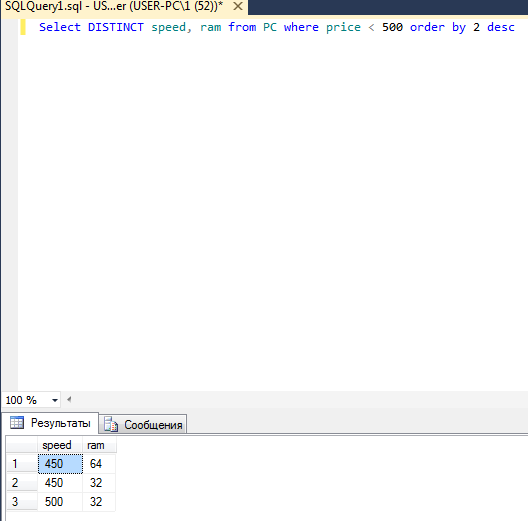 SQLQuery1.sql - US...er (USER-PC\1 (52))*
Select DISTINCT speed, ram from PC where price < 500 order by 2 desc
100 %
Результаты Сообщения
speed ram
1 450 64
2 450 32
3 500 32